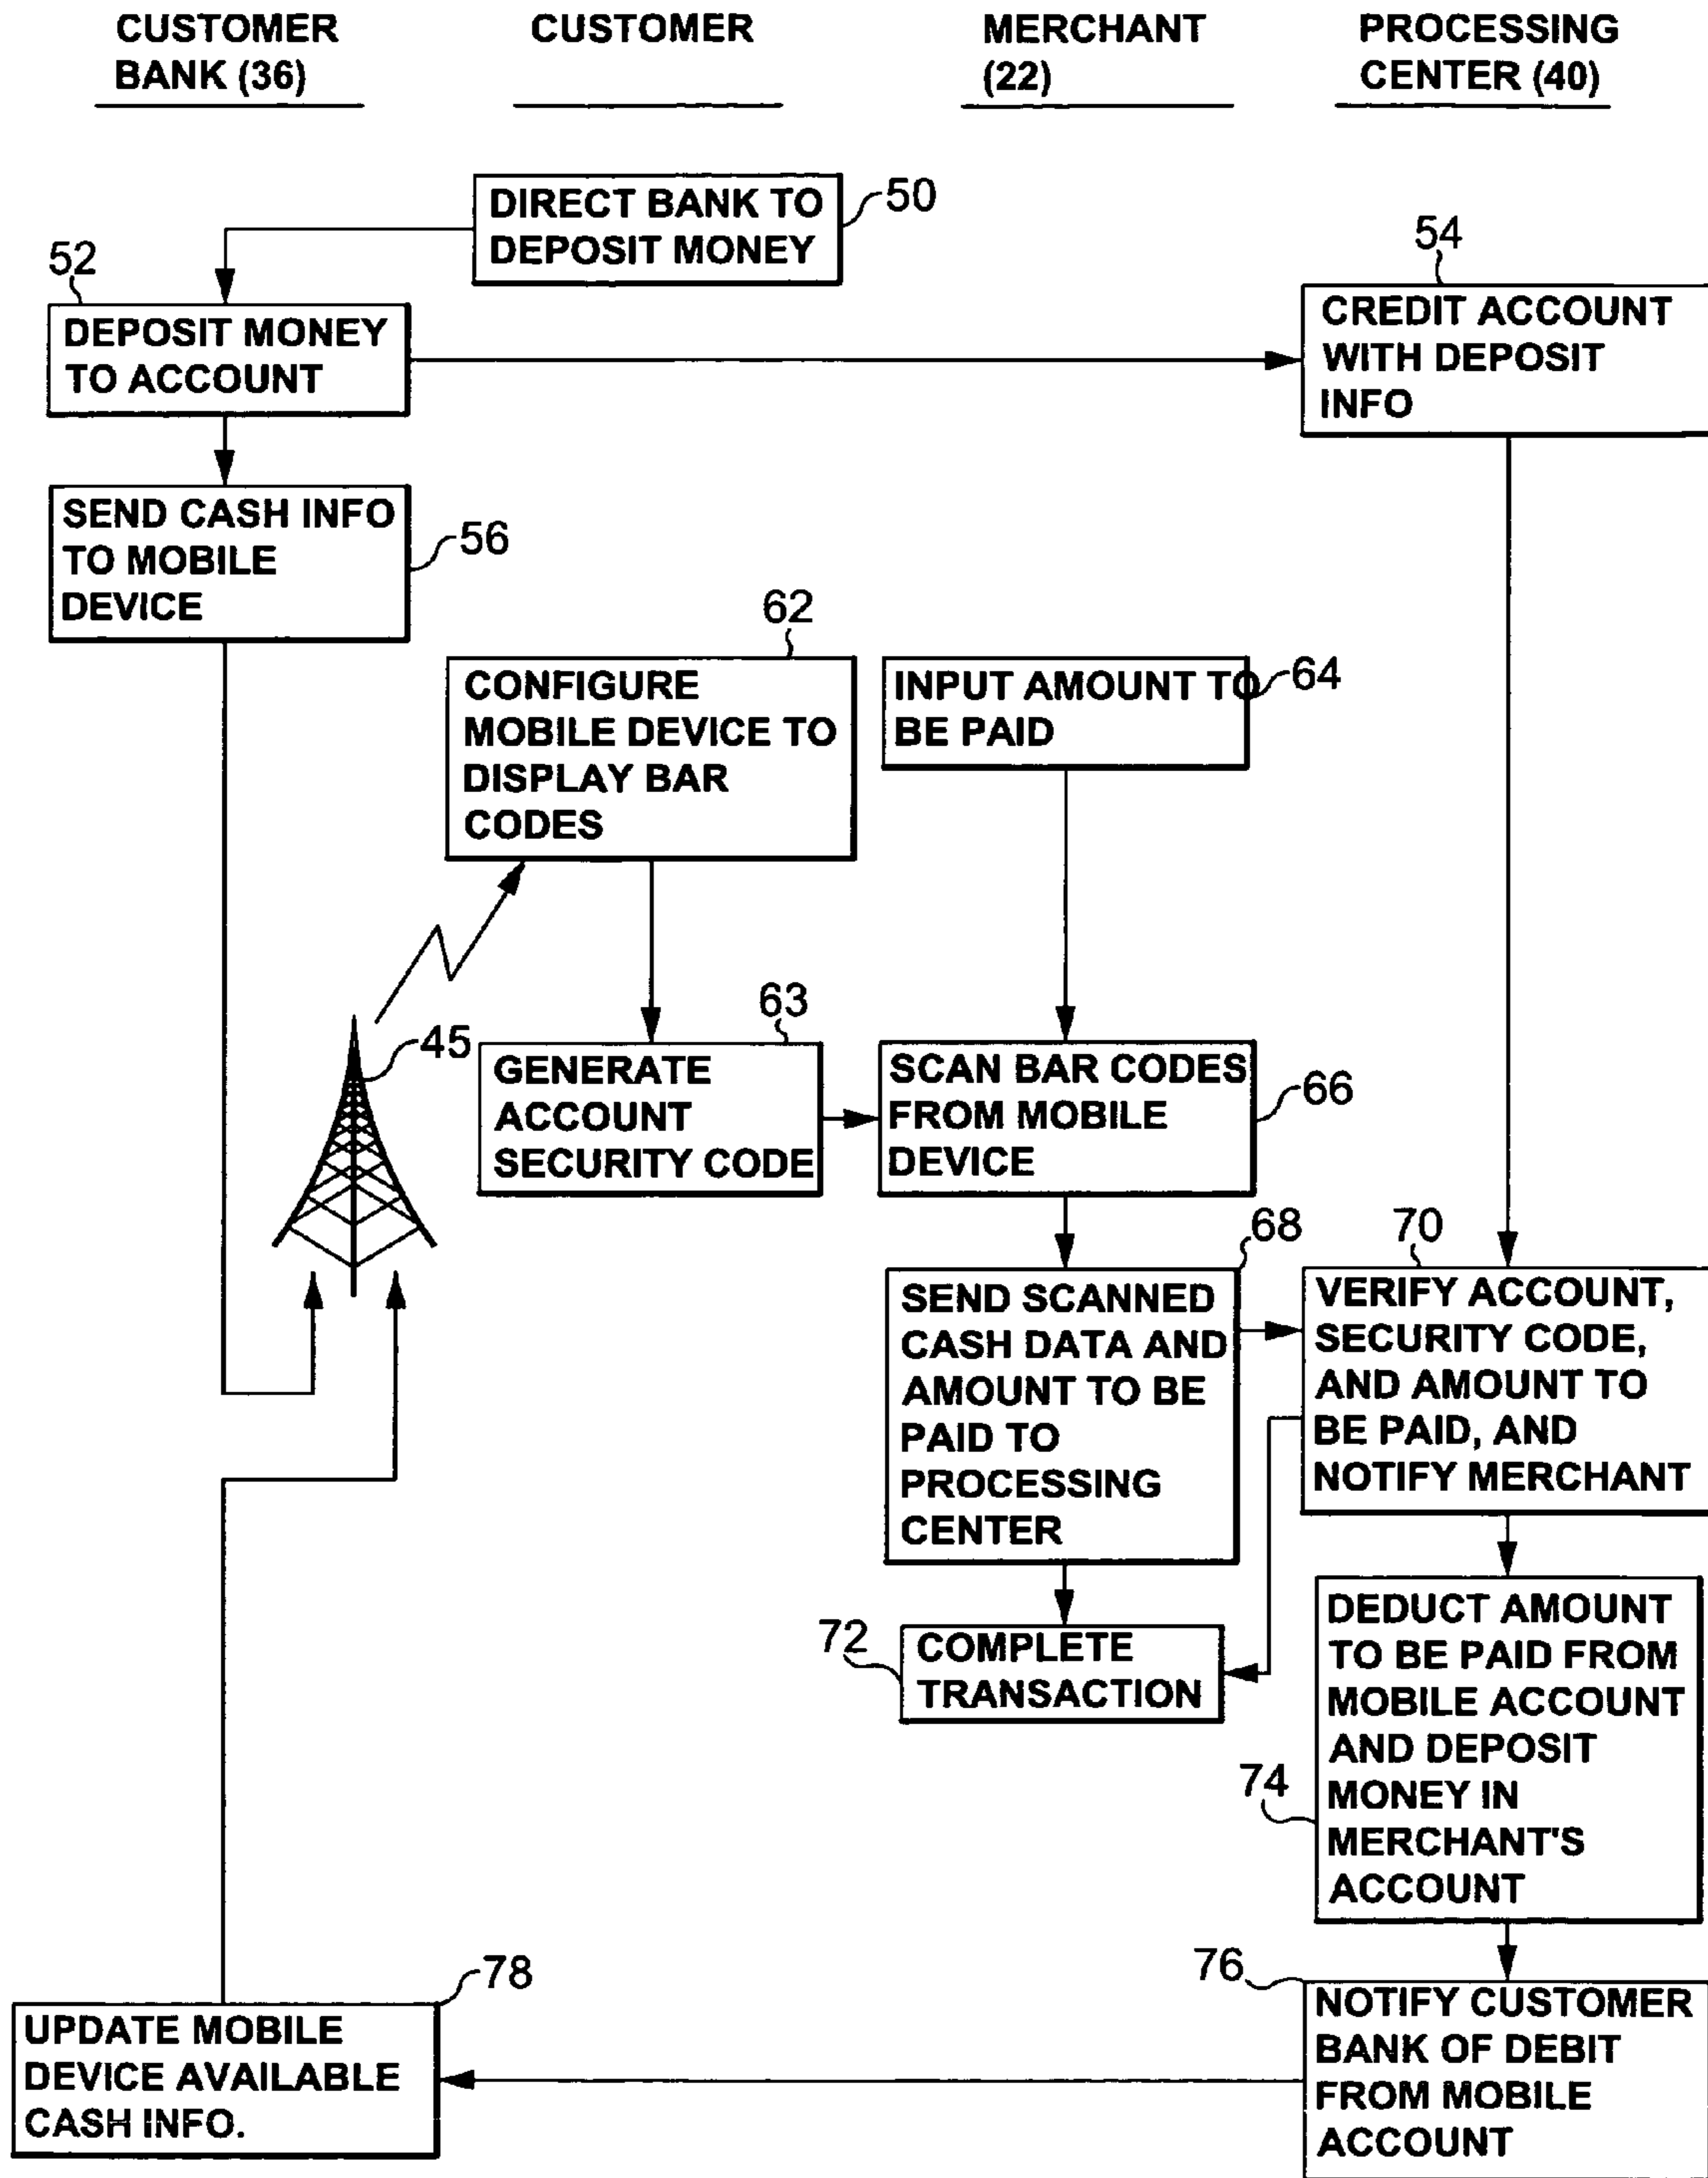 CUSTOMER
BANK (36)
CUSTOMER
MERCHANT
(22)
PROCESSING
CENTER (40)
DIRECT BANK TO
DEPOSIT MONEY
50
52
DEPOSIT MONEY
TO ACCOUNT
54
CREDIT ACCOUNT
WITH DEPOSIT
INFO
SEND CASH INFO
TO MOBILE
DEVICE
56
62
CONFIGURE
MOBILE DEVICE TO
DISPLAY BAR
CODES
INPUT AMOUNT TO
BE PAID
64
45
63
GENERATE
ACCOUNT
SECURITY CODE
SCAN BAR CODES
FROM MOBILE
DEVICE
66
68
SEND SCANNED
CASH DATA AND
AMOUNT TO BE
PAID TO
PROCESSING
CENTER
70
VERIFY ACCOUNT,
SECURITY CODE,
AND AMOUNT TO
BE PAID, AND
NOTIFY MERCHANT
72
COMPLETE
TRANSACTION
74
DEDUCT AMOUNT
TO BE PAID FROM
MOBILE ACCOUNT
AND DEPOSIT
MONEY IN
MERCHANT'S
ACCOUNT
76
NOTIFY CUSTOMER
BANK OF DEBIT
FROM MOBILE
ACCOUNT
78
UPDATE MOBILE
DEVICE AVAILABLE
CASH INFO.